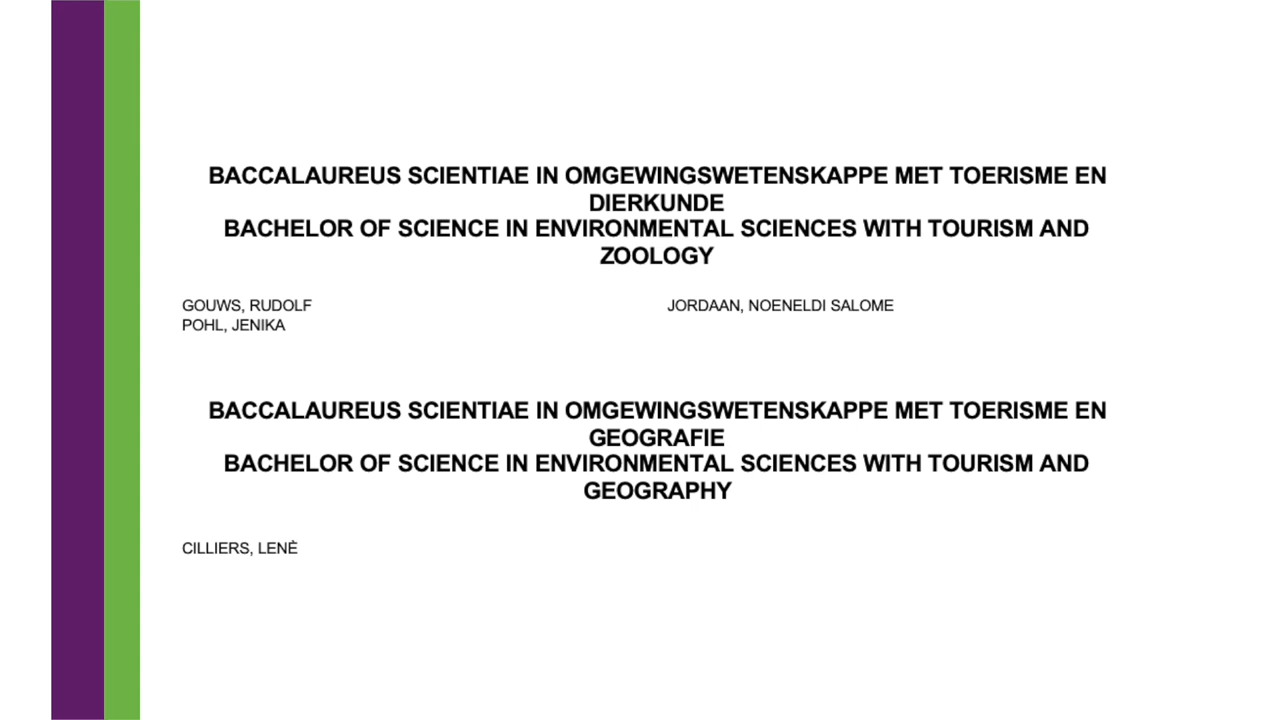 BACCALAUREUS SCIENTIAE IN OMGEWINGSWETENSKAPPE MET TOERISME EN
DIERKUNDE
BACHELOR OF SCIENCE IN ENVIRONMENTAL SCIENCES WITH TOURISM AND
ZOOLOGY
GOUWS, RUDOLF
JORDAAN, NOENELDI SALOME
POHL, JENIKA
BACCALAUREUS SCIENTIAE IN OMGEWINGSWETENSKAPPE MET TOERISME EN
GEOGRAFIE
BACHELOR OF SCIENCE IN ENVIRONMENTAL SCIENCES WITH TOURISM AND
GEOGRAPHY
CILLIERS, LENÈ